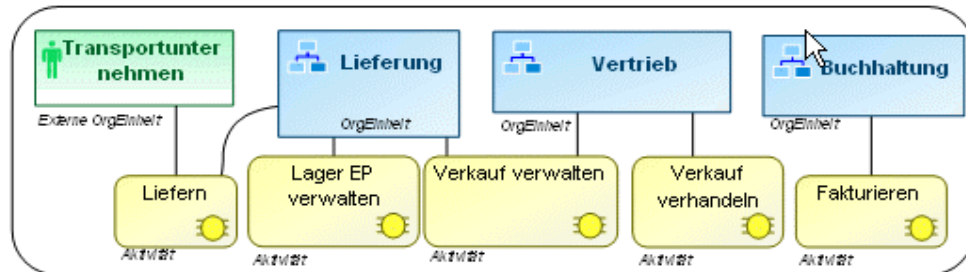 Transportunter
nehmen
Lieferung
Vertrieb
Buchhaltung
Externe OrgEinheit
OrgEinheit
OrgEinheit
OrgEinheit
Liefern
Lager EP
verwalten
Verkauf verwalten
Verkauf
verhandeln
Fakturieren
Aktivität
Aktivität
Aktivität
Aktivität
Aktivität